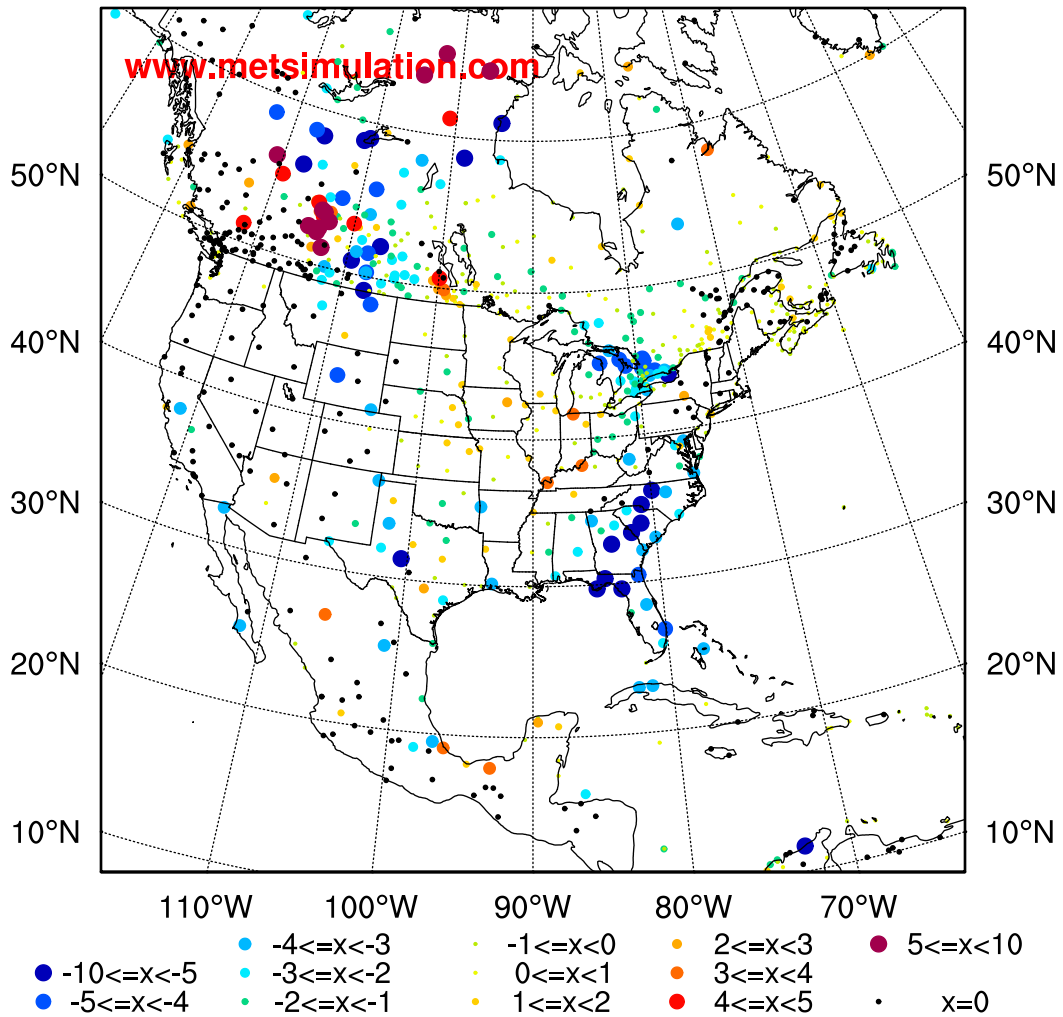 www.metsimulation.com
50°N 50°N
40°N 40°N
30°N 30°N
20°N 20°N
10°N 10°N
110°W 100°W 90°W 80°W 70°W
-4<=x<-3 -1<=x<0 2<=x<3 5<=x<10
-10<=x<-5 -3<=x<-2 0<=x<1 3<=x<4
-5<=x<-4 -2<=x<-1 1<=x<2 4<=x<5 x=0